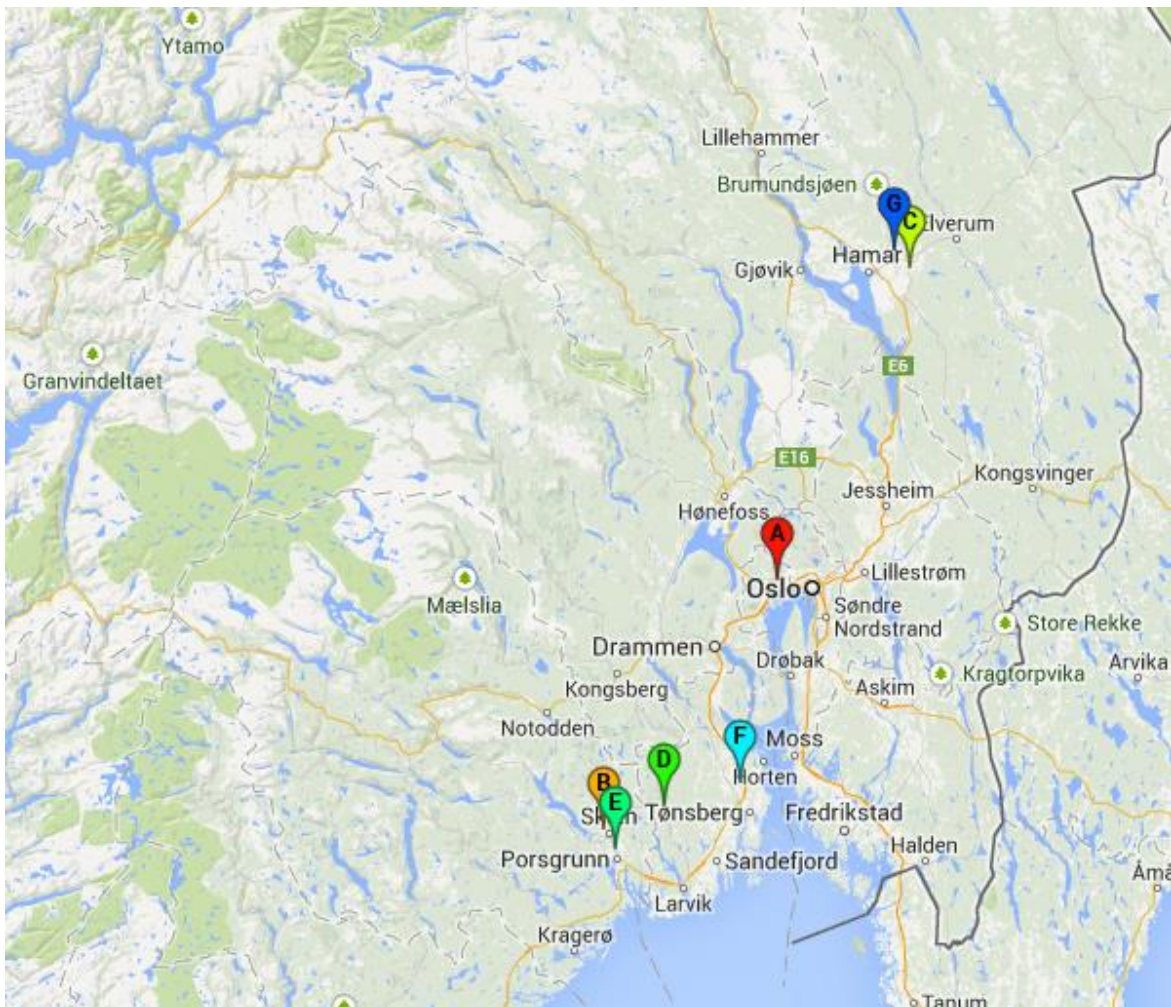 Ytamo
Lillehammer
Brumundsjøen
G
C
Elverum
Hamar
Gjøvik
Granvindeltaet
E6
E16
Kongsvinger
Jessheim
Hønefoss
A
Lillestrøm
Oslo
Mælslia
Søndre
Nordstrand
Store Rekke
Drammen
Drøbak
Arvika
Kragtorpvika
Kongsberg
Askim
Notodden
F
Moss
D
Horten
B
E
Skien
Tønsberg
Fredrikstad
Porsgrunn
Sandefjord
Halden
Åmå
Larvik
Kragerø
Tanum